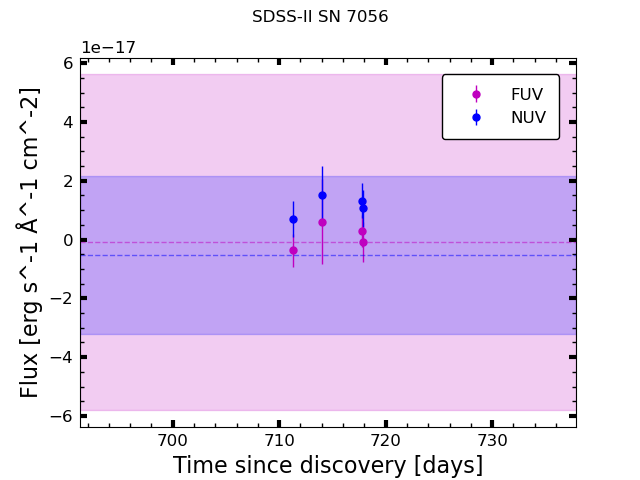 SDSS-II SN 7056
1e−17
6
4
2
0
−2
−4
−6
Flux [erg s^-1 Å^-1 cm^-2]
FUV
NUV
700
710
720
730
Time since discovery [days]